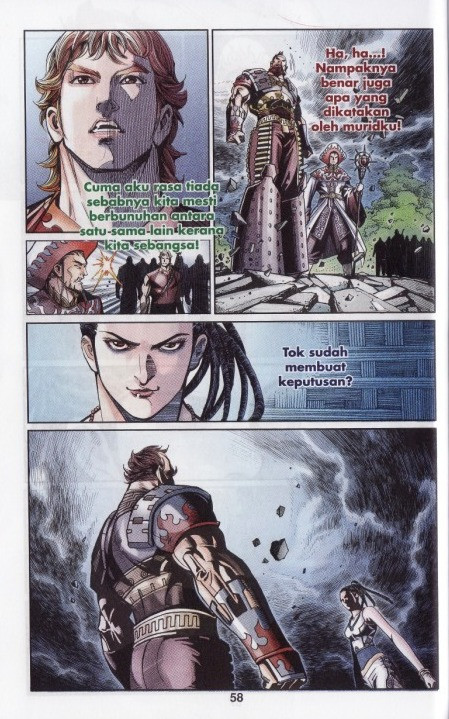 Cuma aku rasa tiada
sebabnya kita mesti
berbunuhan antara
satu-sama-lain kerana
kita sebangsa!
Ha, ha...!
Nampaknya
benar juga
apa yang
dikatakan
oleh muridku!
Tok sudah
membuat
keputusan?
58